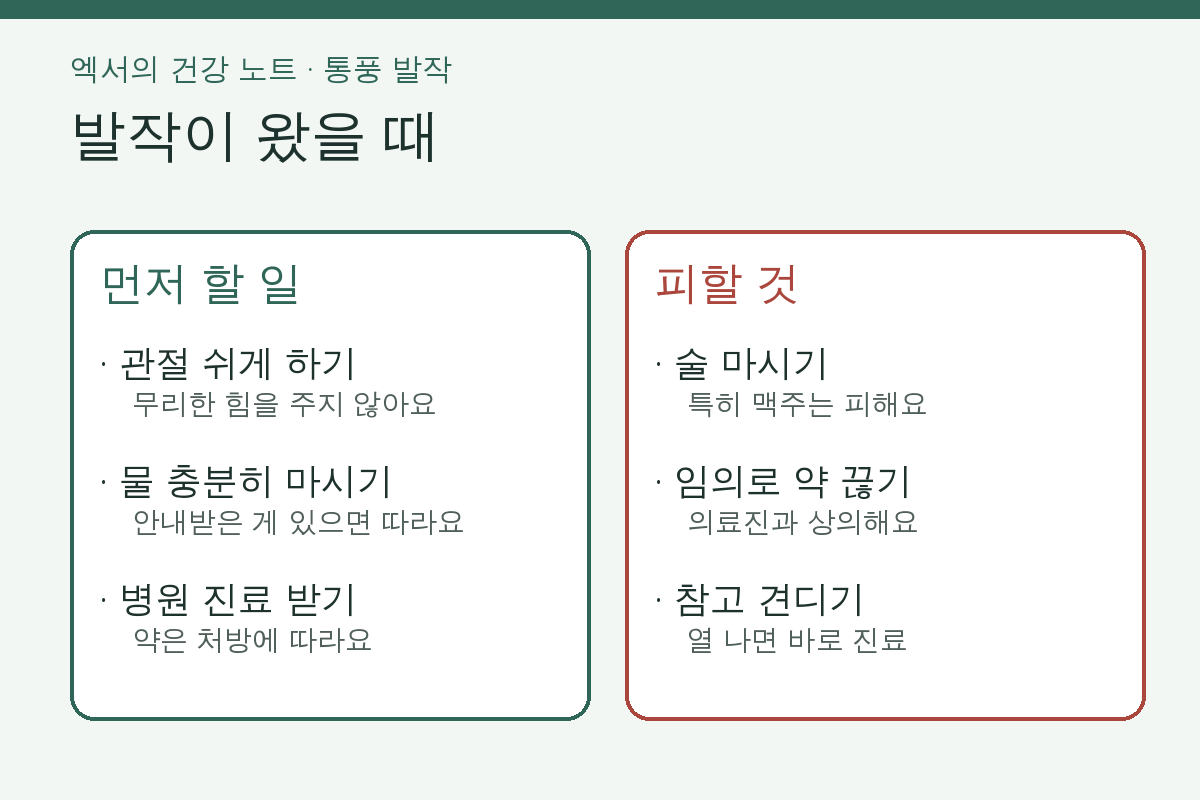 엑서의 건강 노트 · 통풍 발작
발작이 왔을 때
먼저 할 일
· 관절 쉬게 하기
무리한 힘을 주지 않아요
· 물 충분히 마시기
안내받은 게 있으면 따라요
· 병원 진료 받기
약은 처방에 따라요
피할 것
· 술 마시기
특히 맥주는 피해요
· 임의로 약 끊기
의료진과 상의해요
· 참고 견디기
열 나면 바로 진료